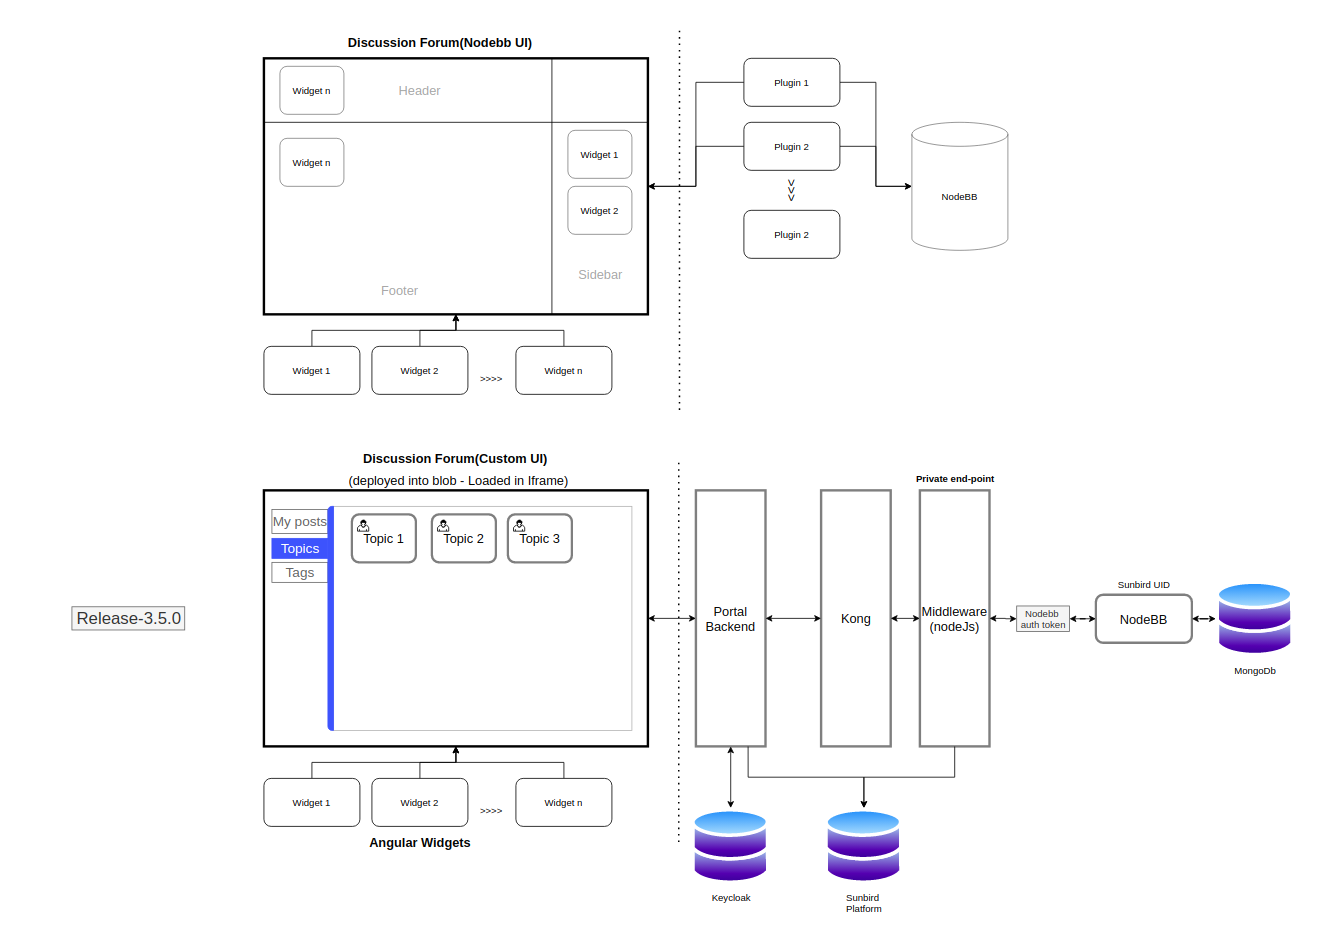 Discussion Forum(Nodebb UI)
Widget n
Header
Widget n
Widget 1
Widget 2
Sidebar
Footer
Widget 1
Widget 2
>>>>
Widget n
Plugin 1
Plugin 2
>>>
Plugin 2
NodeBB
Discussion Forum(Custom UI)
(deployed into blob - Loaded in Iframe)
My posts
Topics
Tags
Topic 1
Topic 2
Topic 3
Release-3.5.0
Widget 1
Widget 2
>>>>
Widget n
Angular Widgets
Portal
Backend
Kong
Private end-point
Middleware
(nodeJs)
Nodebb
auth token
Sunbird UID
NodeBB
MongoDb
Keycloak
Sunbird
Platform